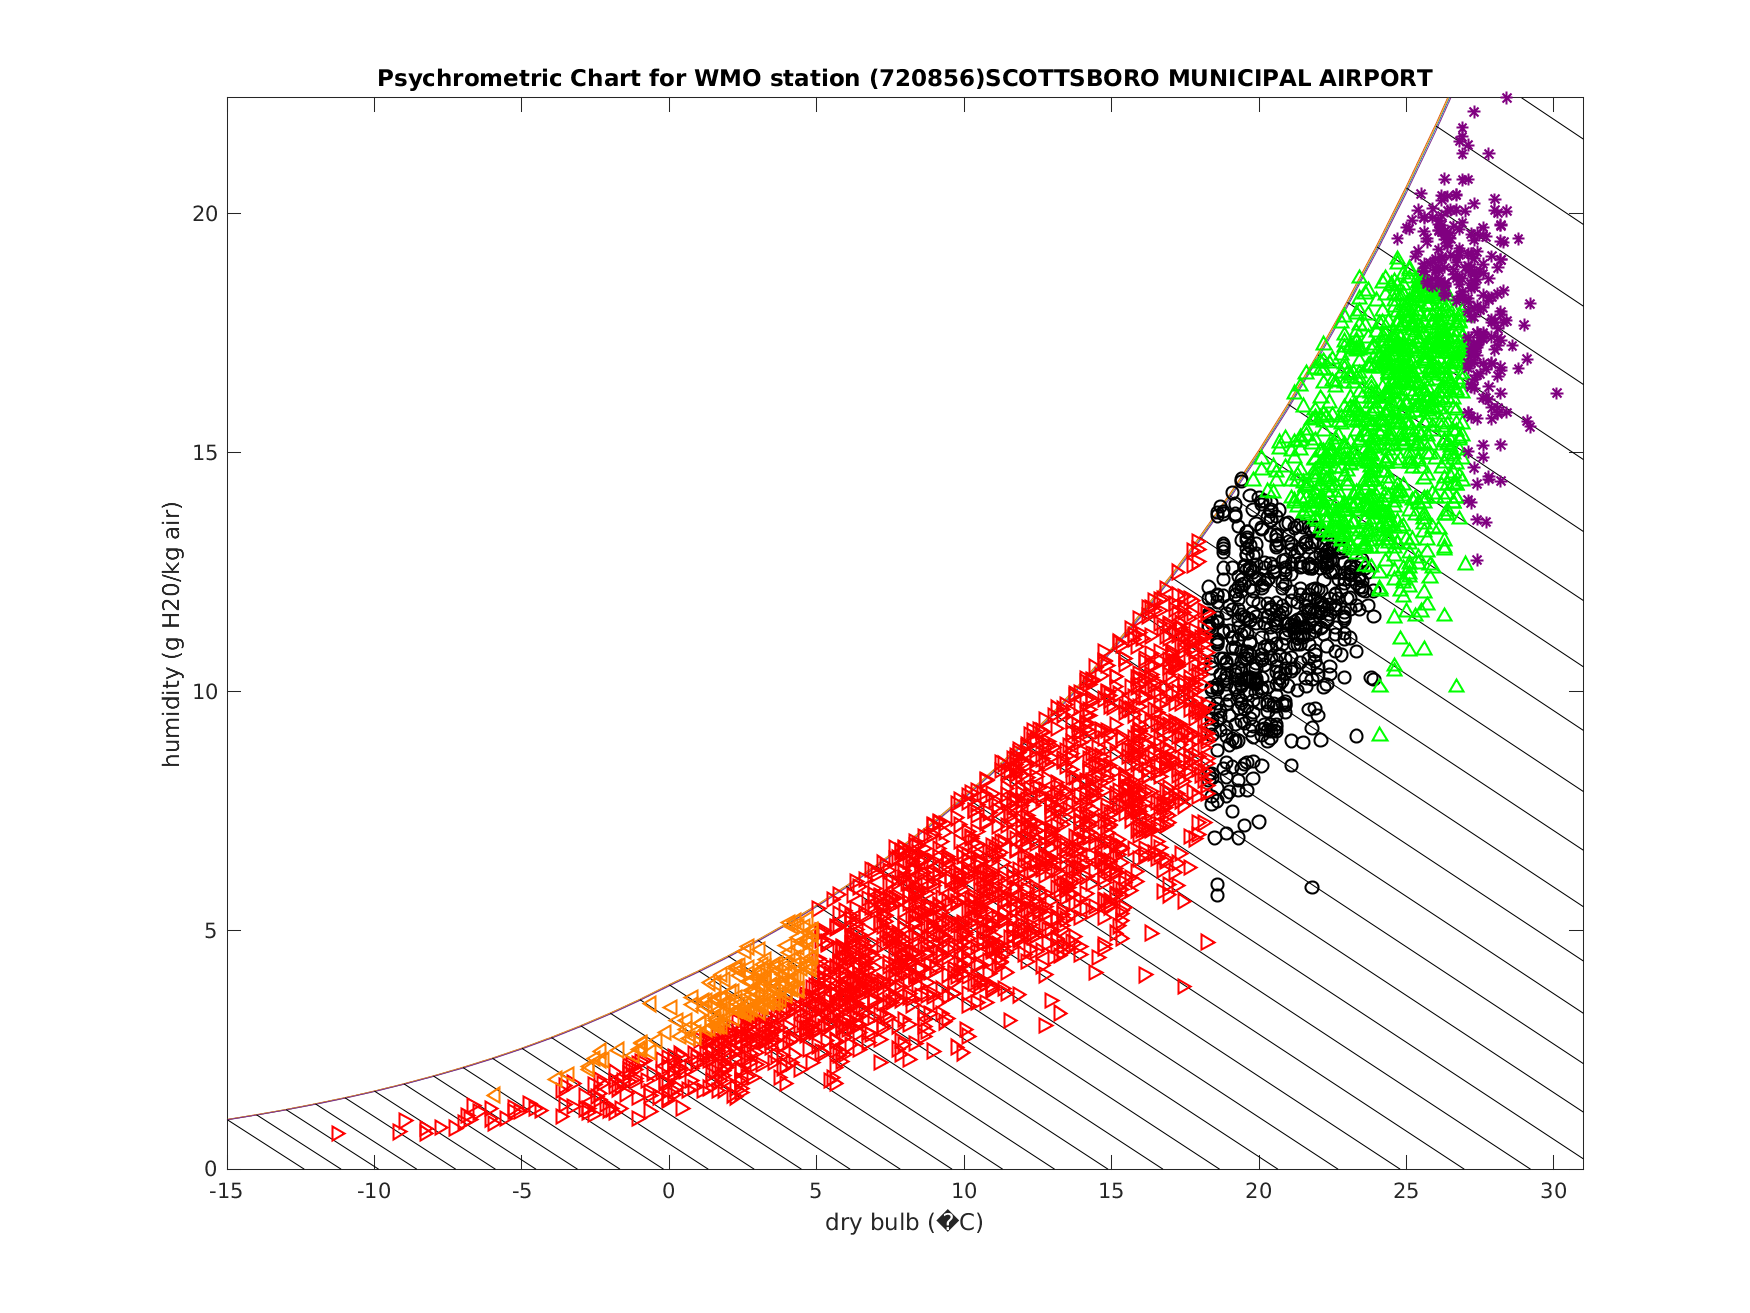 Psychrometric Chart for WMO station (720856)SCOTTSBORO MUNICIPAL AIRPORT
humidity (g H20/kg air)
20
15
10
5
0
-15 -10 -5 0 5 10 15 20 25 30
dry bulb (�C)